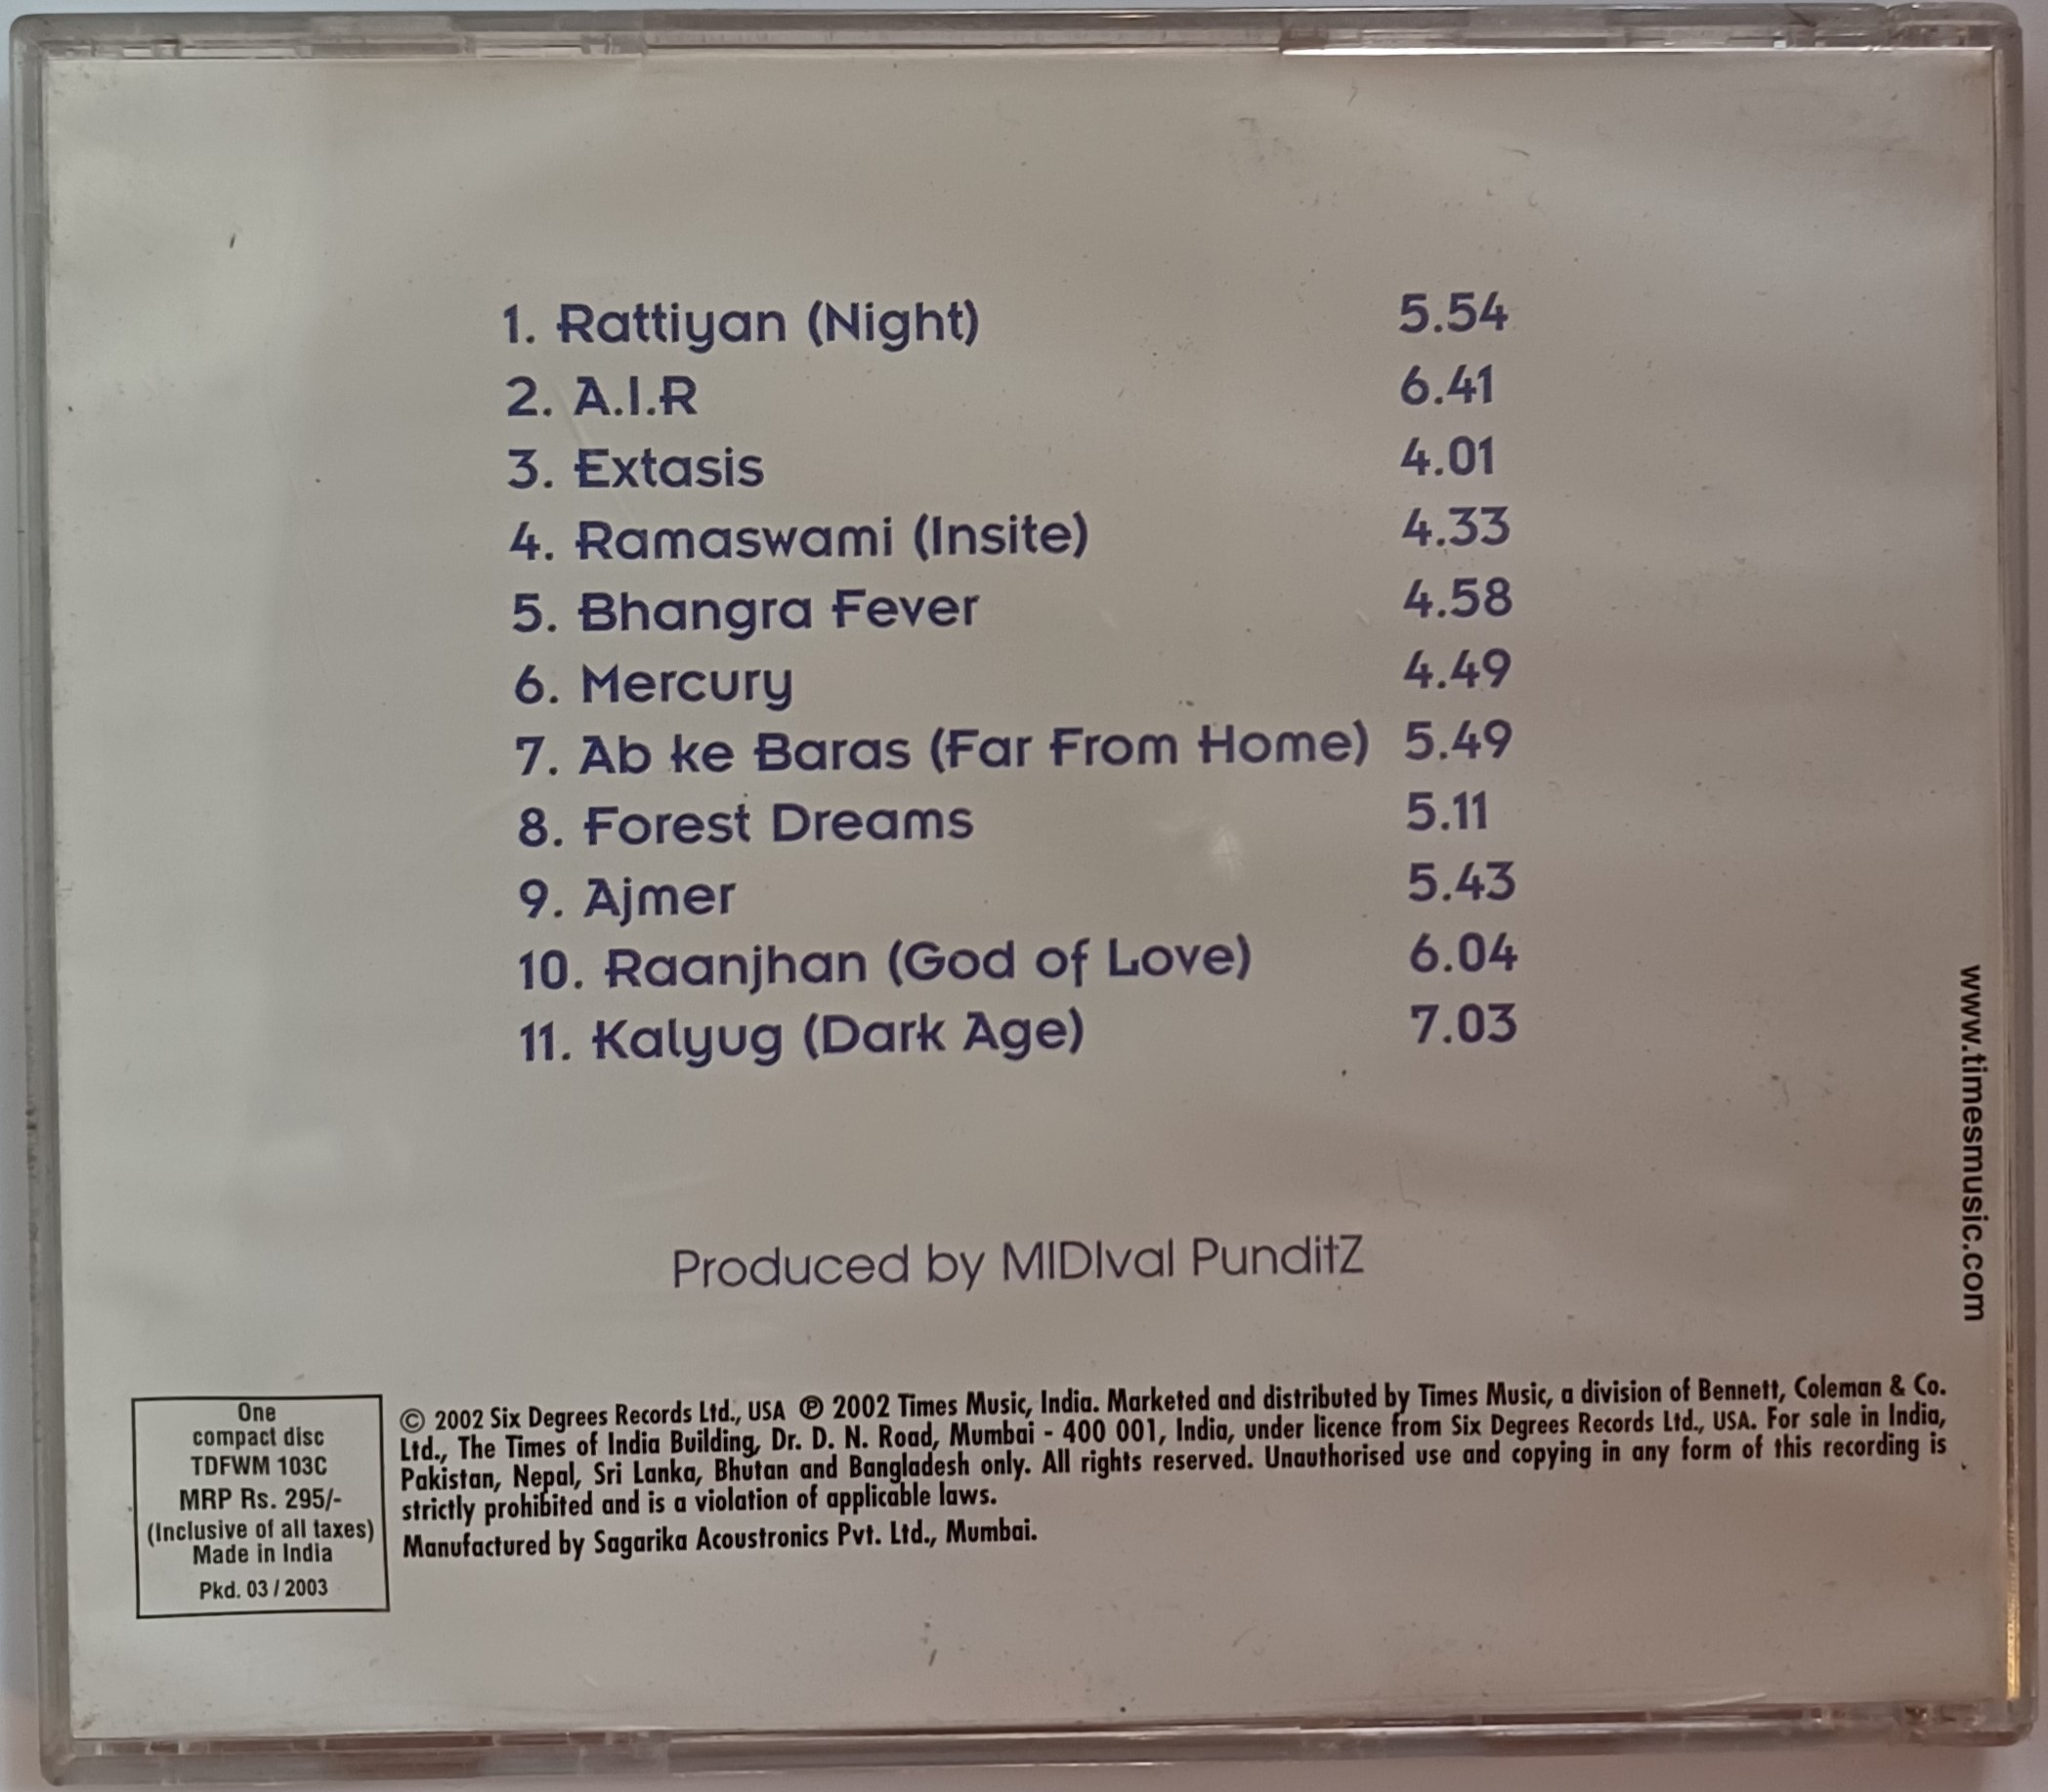 1. Rattiyan (Night) 5.54
2. A.I.R 6.41
3. Extasis 4.01
4. Ramaswami (Insite) 4.33
5. Bhangra Fever 4.58
6. Mercury 4.49
7. Ab ke Baras (Far From Home) 5.49
8. Forest Dreams 5.11
9. Ajmer 5.43
10. Raanjhan (God of Love) 6.04
11. Kalyug (Dark Age) 7.03
Produced by MIDIval PunditZ
www.timesmusic.com
One
compact disc
TDFWM 103C
MRP Rs. 295/-
(Inclusive of all taxes)
Made in India
Pkd. 03 / 2003
© 2002 Six Degrees Records Ltd., USA ℗ 2002 Times Music, India. Marketed and distributed by Times Music, a division of Bennett, Coleman & Co.
Ltd., The Times of India Building, Dr. D. N. Road, Mumbai - 400 001, India, under licence from Six Degrees Records Ltd., USA. For sale in India,
Pakistan, Nepal, Sri Lanka, Bhutan and Bangladesh only. All rights reserved. Unauthorised use and copying in any form of this recording is
strictly prohibited and is a violation of applicable laws.
Manufactured by Sagarika Acoustronics Pvt. Ltd., Mumbai.